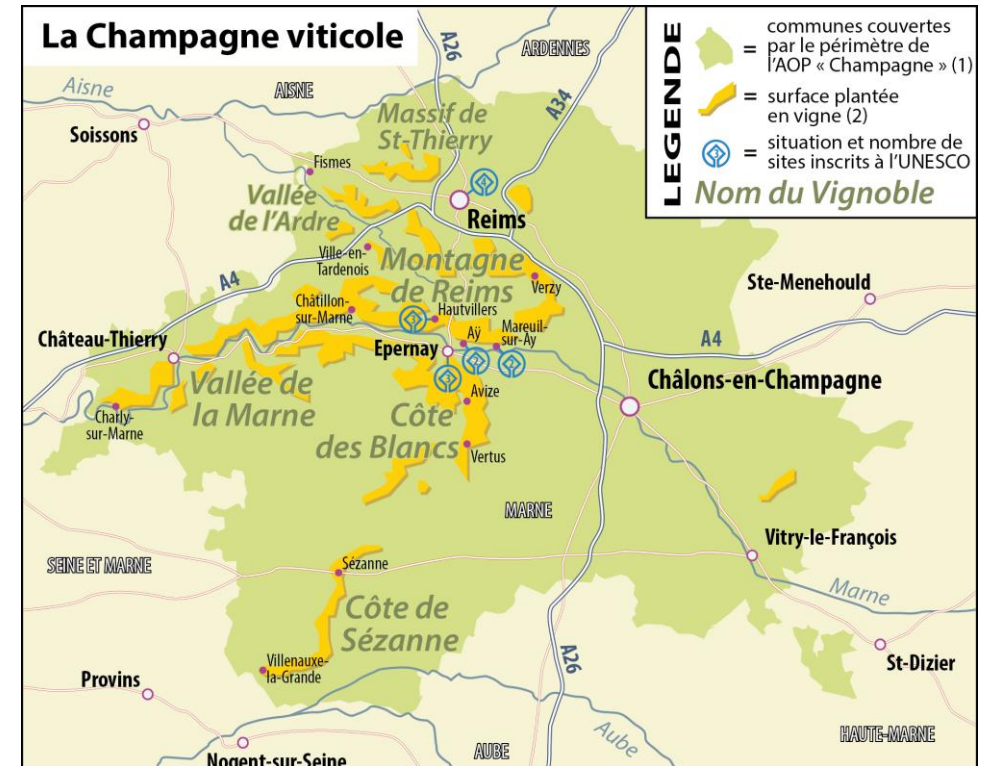 La Champagne viticole
LEGENDE
communes couvertes
= par le périmètre de
l'AOP « Champagne » (1)
= surface plantée
en vigne (2)
3
= situation et nombre de
sites inscrits à l'UNESCO
Nom du Vignoble
A26
ARDENNES
Aisne
AISNE
A34
Soissons
Massif de
St-Thierry
Fismes
4
Vallée
de l'Ardre
Reims
Ville-en-
Tardenois
Montagne
de Reims
A4
Verzy
Ste-Menehould
Châtillon-
sur-Marne
3
Hautvillers
Château-Thierry
Aÿ
Mareuil-
sur-Ay
A4
Epernay
2
2
Châlons-en-Champagne
Vallée de
la Marne
Avize
Charly-
sur-Marne
Côte
des Blancs
Vertus
MARNE
Vitry-le-François
SEINE ET MARNE
Sézanne
Marne
Côte de
Sézanne
A26
St-Dizier
Villenauxe-
la-Grande
Provins
Aube
HAUTE-MARNE
AUBE
Nogent-sur-Seine